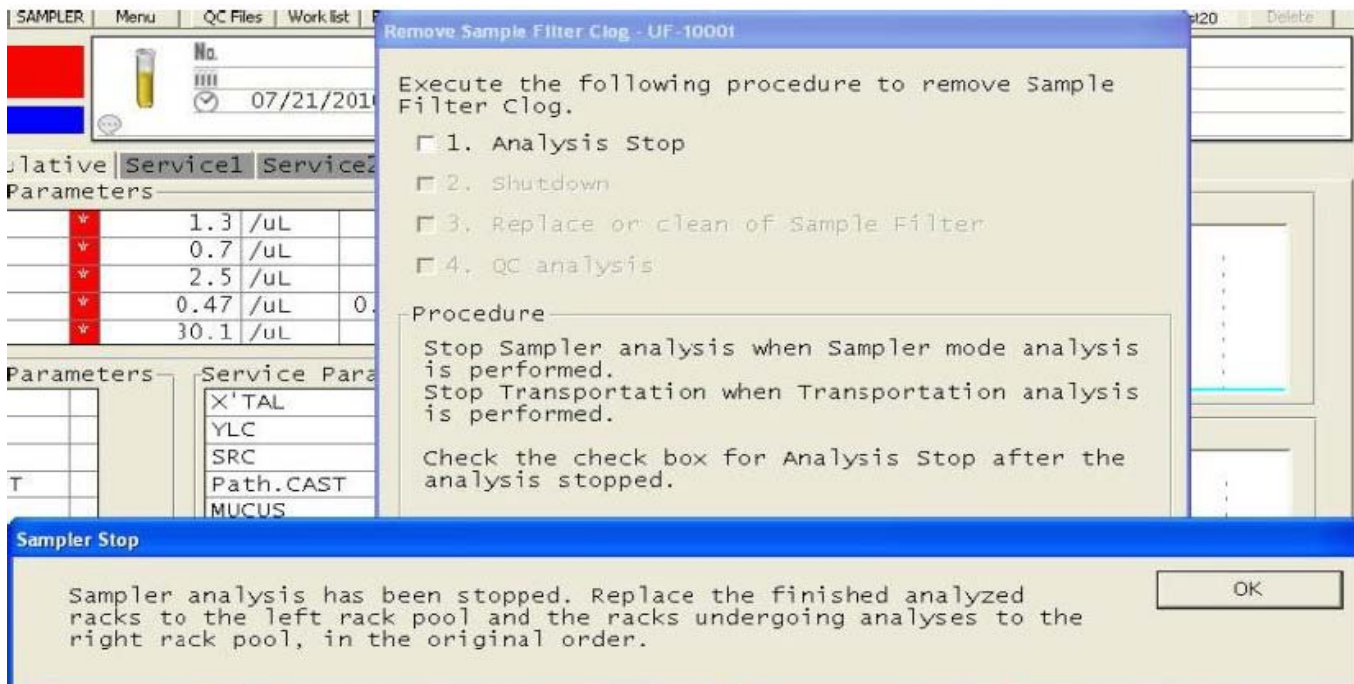 SAMPLER Menu QC Files Work list
Delete
Remove Sample Filter Clog - UF-10001
No.
07/21/201
Execute the following procedure to remove Sample
Filter Clog.
1. Analysis Stop
2. Shutdown
3. Replace or clean of Sample Filter
4. QC analysis
ulative Service1 Service2
Parameters
* 1.3 /uL
* 0.7 /uL
* 2.5 /uL
* 0.47 /uL 0.
* 30.1 /uL
Procedure
Stop Sampler analysis when Sampler mode analysis
is performed.
Stop Transportation when Transportation analysis
is performed.
Check the check box for Analysis Stop after the
analysis stopped.
Parameters Service Para
X'TAL
YLC
SRC
T Path.CAST
MUCUS
Sampler Stop
Sampler analysis has been stopped. Replace the finished analyzed
racks to the left rack pool and the racks undergoing analyses to the
right rack pool, in the original order.
OK